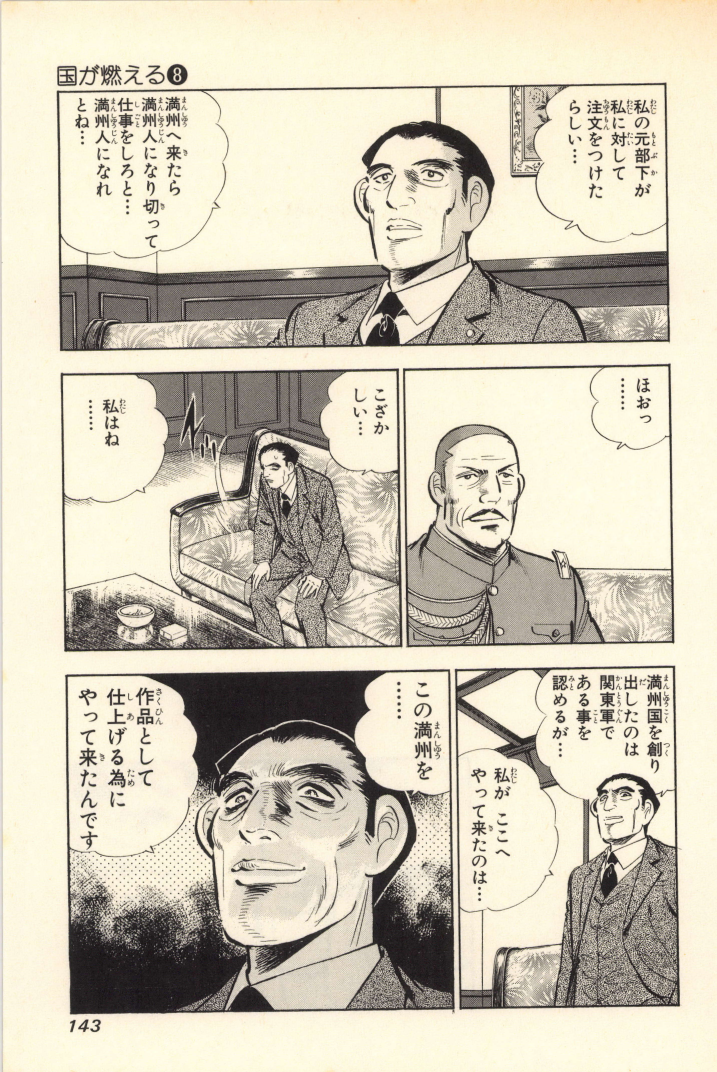 国が燃える❽
私の元部下が
私に対して
注文をつけた
らしい…
満州へ来たら
満州人になり切って
仕事をしろと…
満州人になれ
とね…
ほおっ
……
こざか
しい…
私はね
……
満州国を創り
出したのは
関東軍で
ある事を
認めるが…
私が ここへ
やって来たのは…
この満州を
……
作品として
仕上げる為に
やって来たんです
143